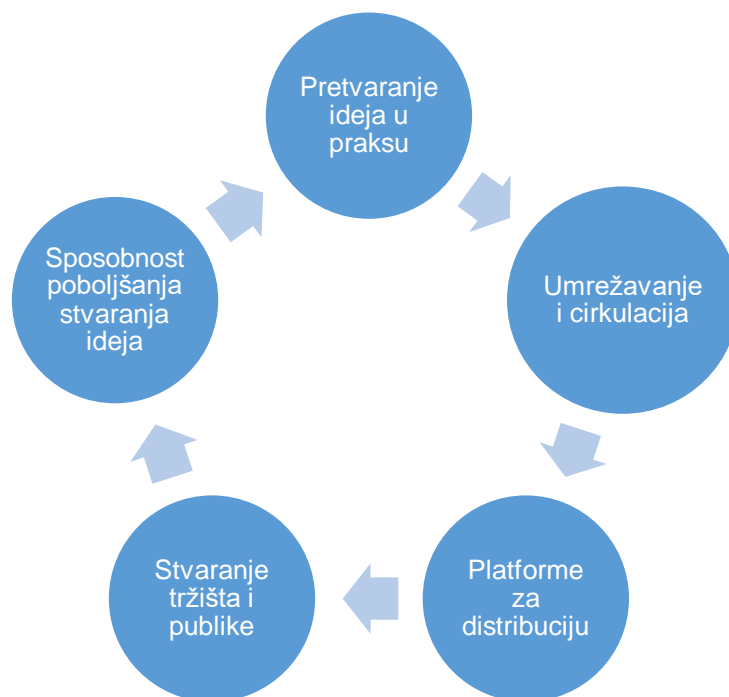 Pretvaranje
ideja u
praksu
Umrežavanje
i cirkulacija
Platforme
za
distribuciju
Stvaranje
tržišta i
publike
Sposobnost
poboljšanja
stvaranja
ideja